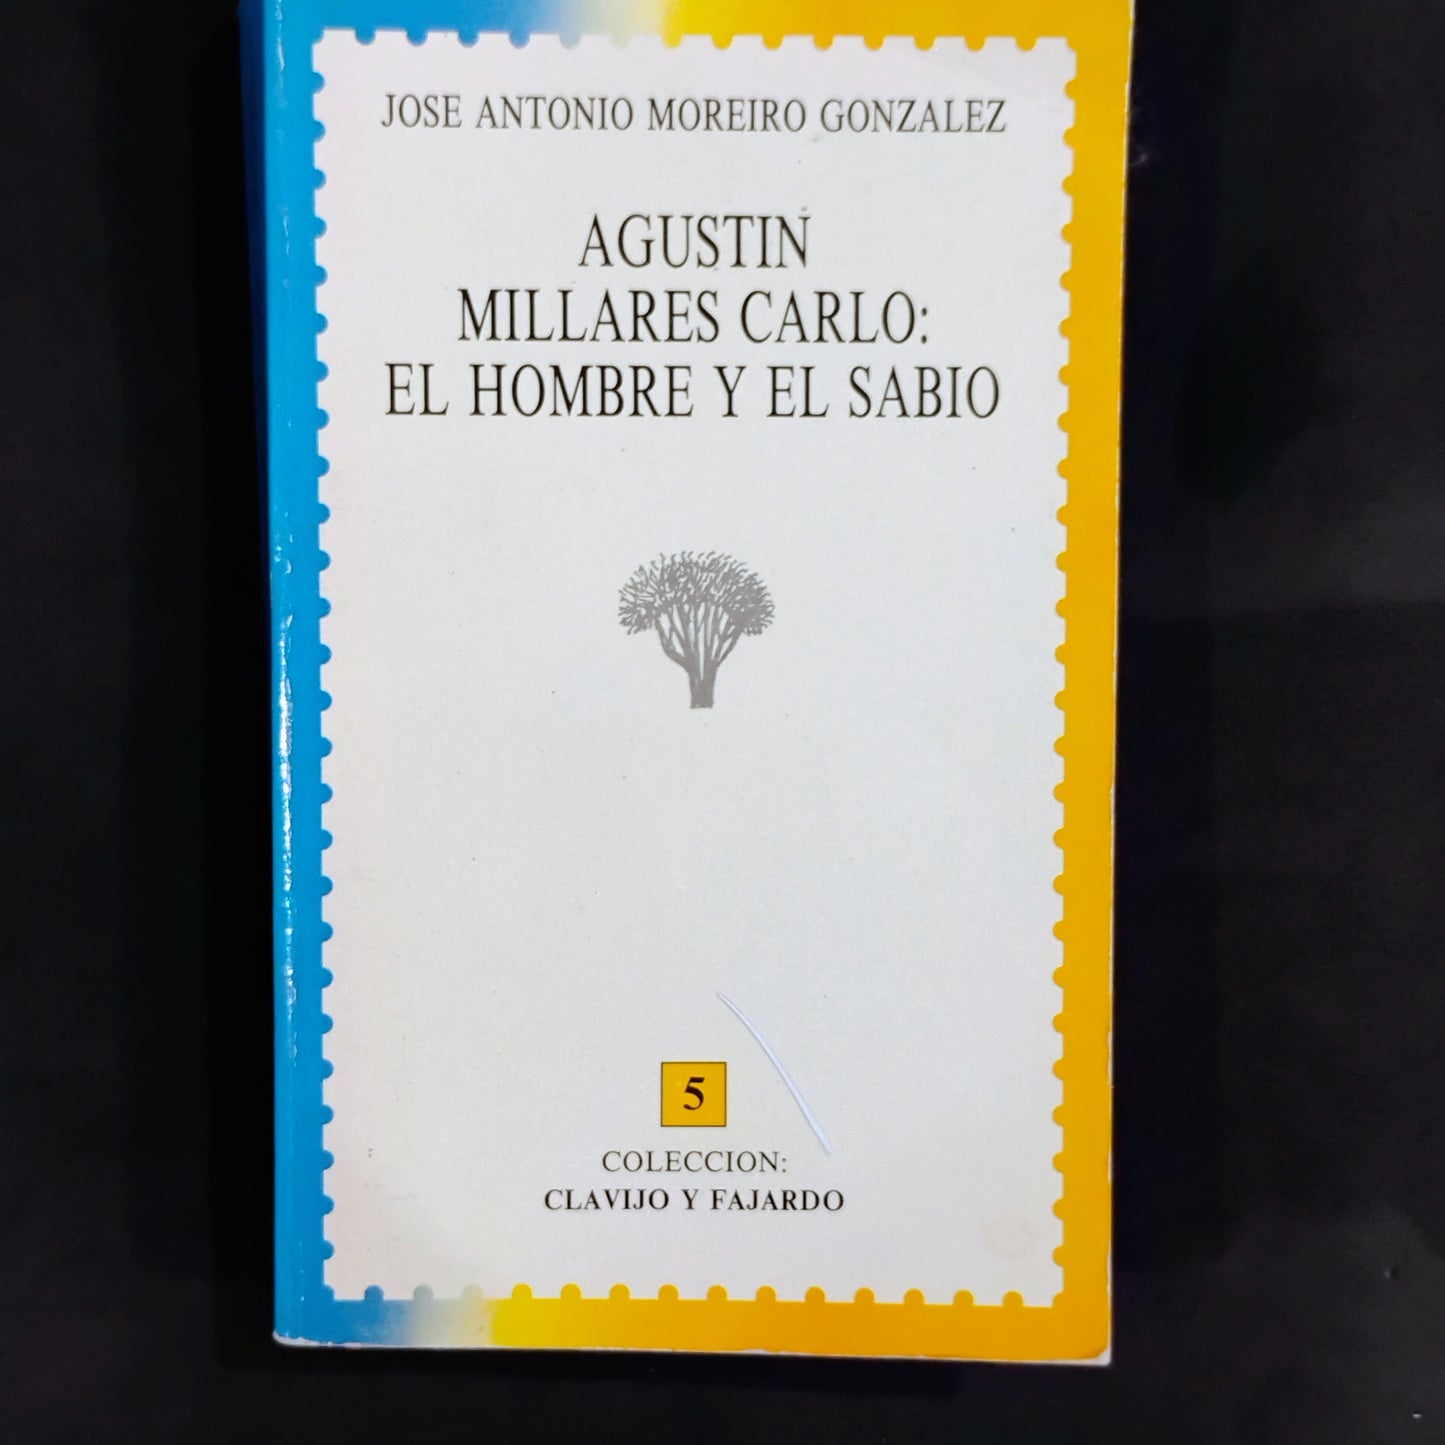 JOSE ANTONIO MOREIRO GONZALEZ
AGUSTIN
MILLARES CARLO:
EL HOMBRE Y EL SABIO
5
COLECCION:
CLAVIJO Y FAJARDO